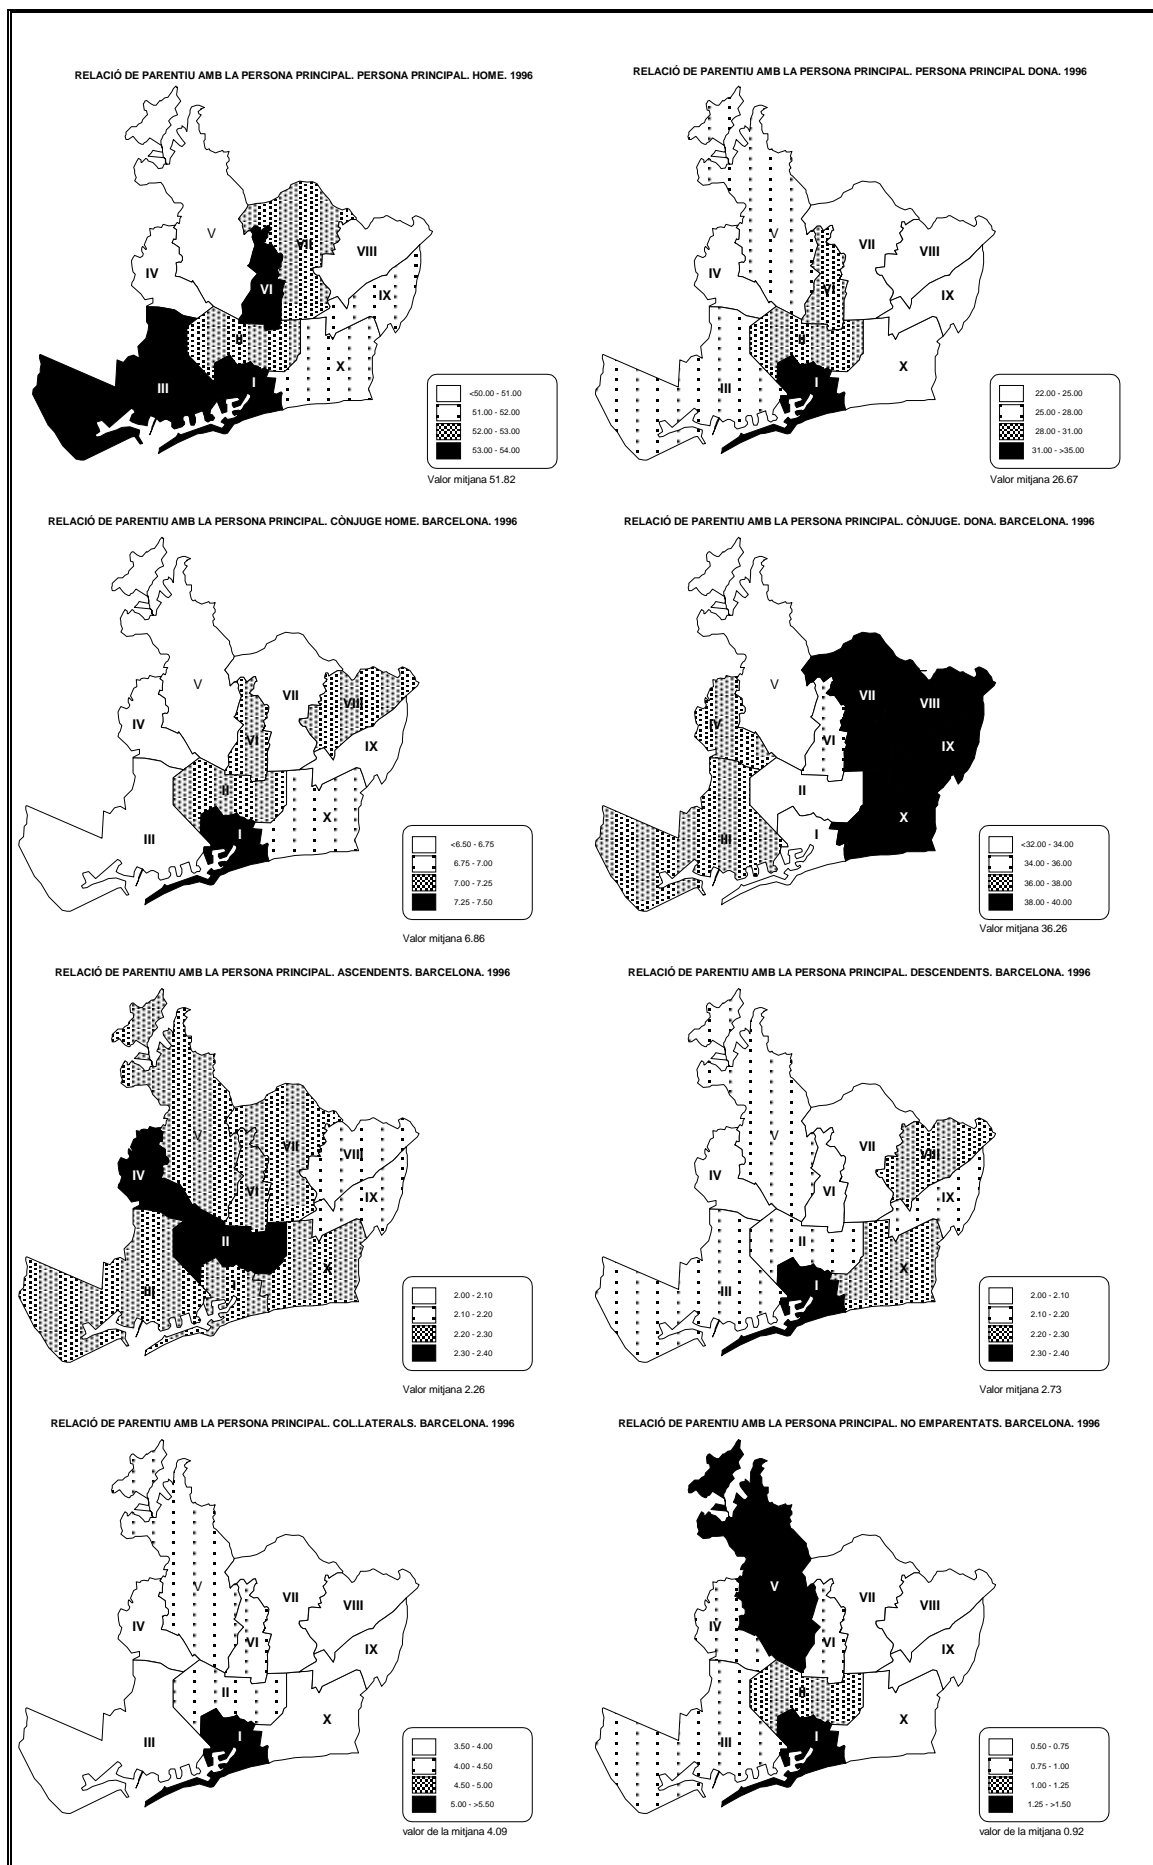 RELACIÓ DE PARENTIU AMB LA PERSONA PRINCIPAL. PERSONA PRINCIPAL. HOME. 1996
V
VII
VIII
IV
VI
IX
II
X
III
I
<50.00 - 51.00
51.00 - 52.00
52.00 - 53.00
53.00 - 54.00
Valor mitjana 51.82
RELACIÓ DE PARENTIU AMB LA PERSONA PRINCIPAL. PERSONA PRINCIPAL DONA. 1996
V
VII
VIII
IV
VI
IX
II
X
III
I
22.00 - 25.00
25.00 - 28.00
28.00 - 31.00
31.00 - >35.00
Valor mitjana 26.67
RELACIÓ DE PARENTIU AMB LA PERSONA PRINCIPAL. CÒNJUGE HOME. BARCELONA. 1996
V
VII
VIII
IV
VI
IX
II
X
III
I
<6.50 - 6.75
6.75 - 7.00
7.00 - 7.25
7.25 - 7.50
Valor mitjana 6.86
RELACIÓ DE PARENTIU AMB LA PERSONA PRINCIPAL. CÒNJUGE. DONA. BARCELONA. 1996
V
VII
VIII
IV
VI
IX
II
X
III
I
<32.00 - 34.00
34.00 - 36.00
36.00 - 38.00
38.00 - 40.00
Valor mitjana 36.26
RELACIÓ DE PARENTIU AMB LA PERSONA PRINCIPAL. ASCENDENTS. BARCELONA. 1996
V
VII
VIII
IV
VI
IX
II
X
III
I
2.00 - 2.10
2.10 - 2.20
2.20 - 2.30
2.30 - 2.40
Valor mitjana 2.26
RELACIÓ DE PARENTIU AMB LA PERSONA PRINCIPAL. DESCENDENTS. BARCELONA. 1996
V
VII
VIII
IV
VI
IX
II
X
III
I
2.00 - 2.10
2.10 - 2.20
2.20 - 2.30
2.30 - 2.40
Valor mitjana 2.73
RELACIÓ DE PARENTIU AMB LA PERSONA PRINCIPAL. COL.LATERALS. BARCELONA. 1996
V
VII
VIII
IV
VI
IX
II
X
III
I
3.50 - 4.00
4.00 - 4.50
4.50 - 5.00
5.00 - >5.50
valor de la mitjana 4.09
RELACIÓ DE PARENTIU AMB LA PERSONA PRINCIPAL. NO EMPARENTATS. BARCELONA. 1996
V
VII
VIII
IV
VI
IX
II
X
III
I
0.50 - 0.75
0.75 - 1.00
1.00 - 1.25
1.25 - >1.50
valor de la mitjana 0.92